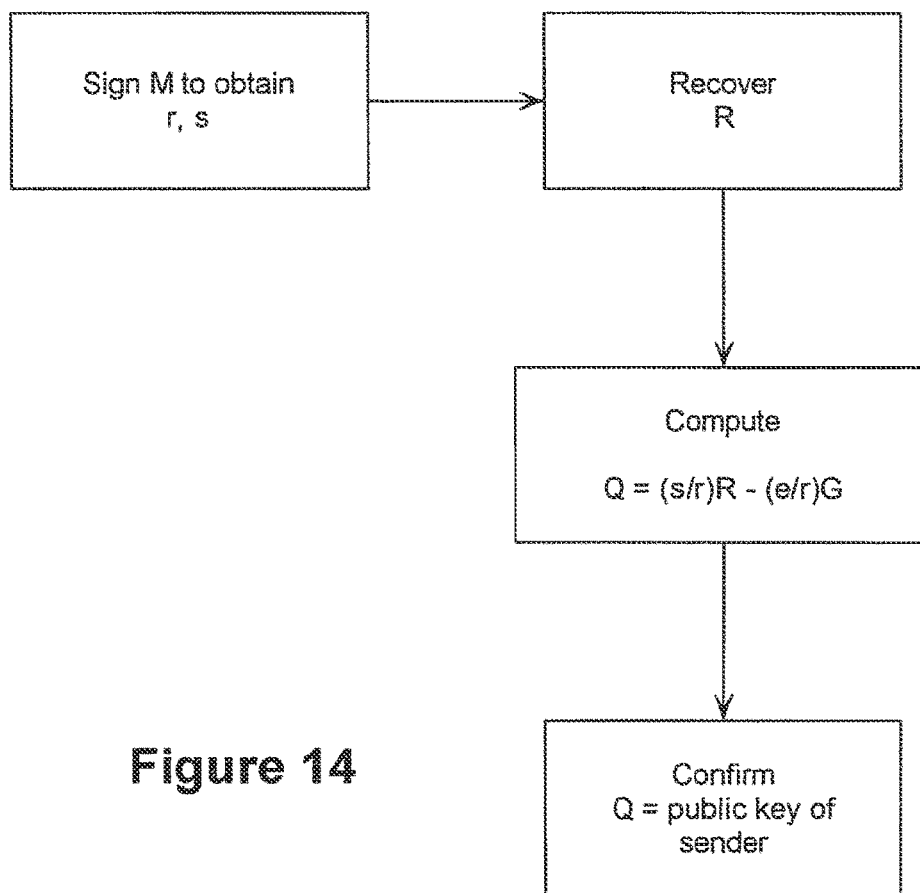 Sign M to obtain
r, s
Recover
R
Compute
Q = (s/r)R - (e/r)G
Confirm
Q = public key of
sender
Figure 14